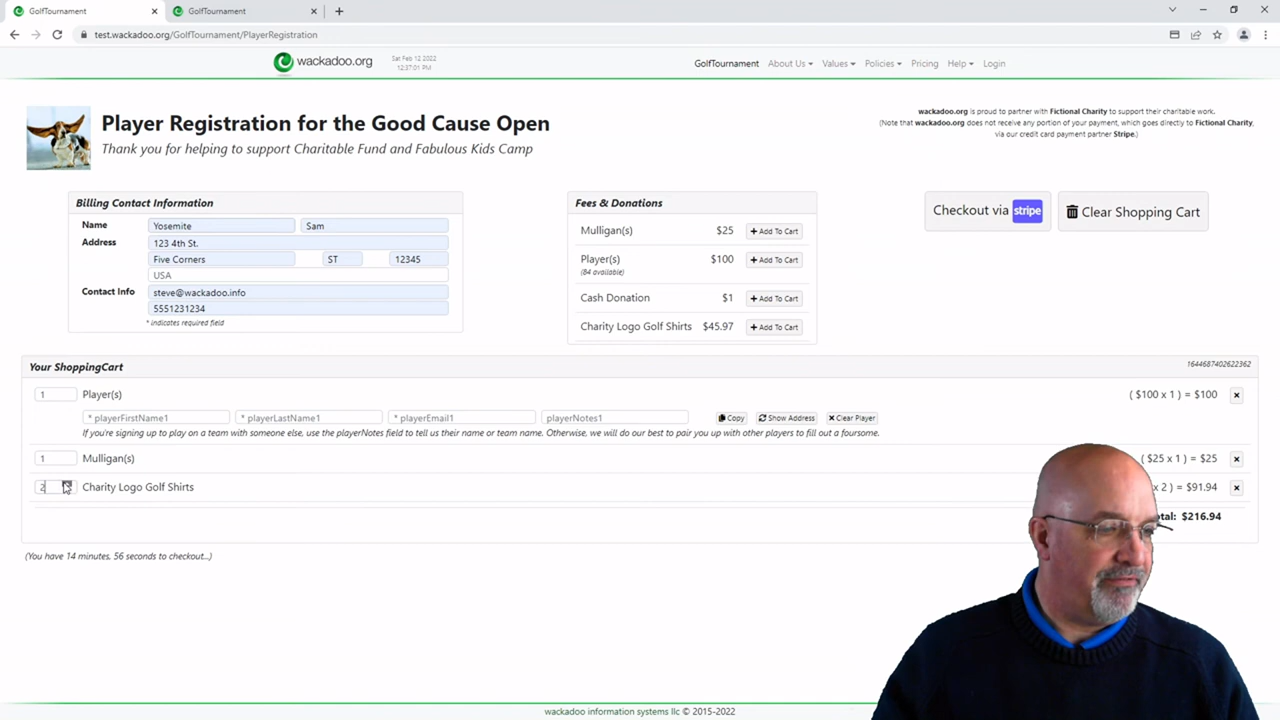 GolfTournament
GolfTournament
test.wackadoo.org/GolfTournament/PlayerRegistration
wackadoo.org
Sat Feb 12 2022
12:37:01 PM
GolfTournament About Us Values Policies Pricing Help Login
Player Registration for the Good Cause Open
Thank you for helping to support Charitable Fund and Fabulous Kids Camp
wackadoo.org is proud to partner with Fictional Charity to support their charitable work.
(Note that wackadoo.org does not receive any portion of your payment, which goes directly to Fictional Charity,
via our credit card payment partner Stripe.)
Billing Contact Information
Name Yosemite Sam
Address 123 4th St.
Five Corners ST 12345
USA
Contact Info steve@wackadoo.info
5551231234
* indicates required field
Fees & Donations
Mulligan(s) $25 Add To Cart
Player(s) $100 Add To Cart
(84 available)
Cash Donation $1 Add To Cart
Charity Logo Golf Shirts $45.97 Add To Cart
Checkout via stripe
Clear Shopping Cart
Your ShoppingCart 1644687402622362
1 Player(s) ( $100 x 1 ) = $100
* playerFirstName1 * playerLastName1 * playerEmail1 playerNotes1 Copy Show Address Clear Player
If you're signing up to play on a team with someone else, use the playerNotes field to tell us their name or team name. Otherwise, we will do our best to pair you up with other players to fill out a foursome.
1 Mulligan(s) ( $25 x 1 ) = $25
2 Charity Logo Golf Shirts x 2 ) = $91.94
$216.94
(You have 14 minutes, 56 seconds to checkout...)
wackadoo information systems llc © 2015-2022